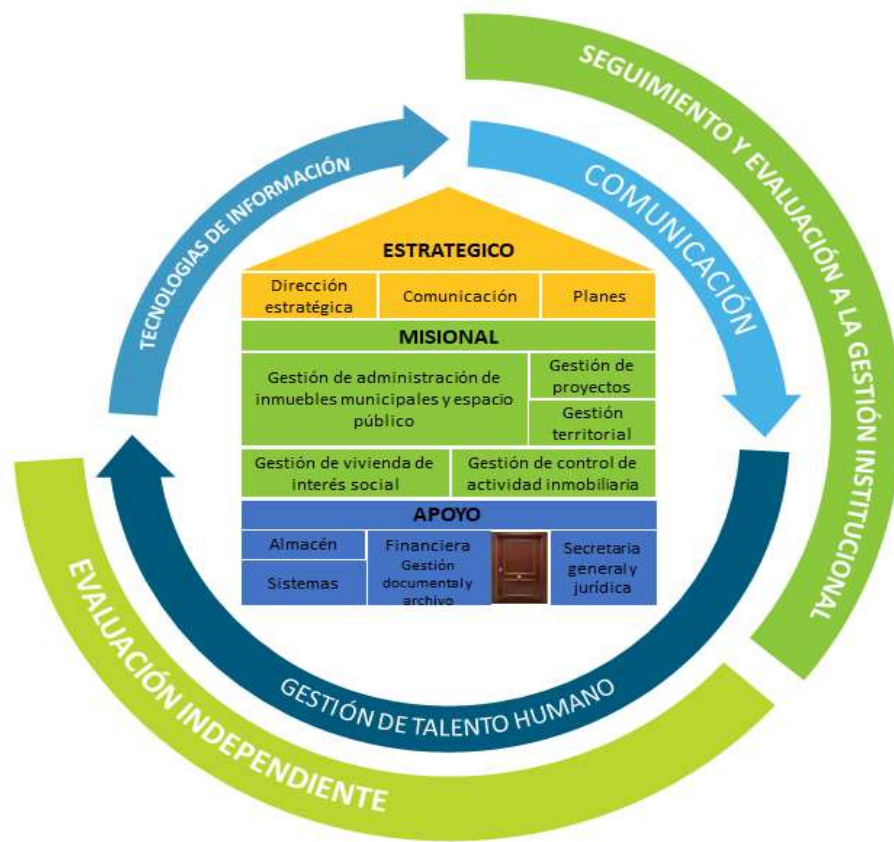 SEGUIMIENTO Y EVALUACIÓN A LA GESTIÓN INSTITUCIONAL
COMUNICACIÓN
TECNOLOGIAS DE INFORMACIÓN
ESTRATEGICO
Dirección
estratégica
Comunicación
Planes
MISIONAL
Gestión de administración de
inmuebles municipales y espacio
público
Gestión de
proyectos
Gestión
territorial
Gestión de vivienda de
interés social
Gestión de control de
actividad inmobiliaria
APOYO
Almacén
Sistemas
Financiera
Gestión
documental y
archivo
Secretaria
general y
jurídica
GESTIÓN DE TALENTO HUMANO
EVALUACIÓN INDEPENDIENTE